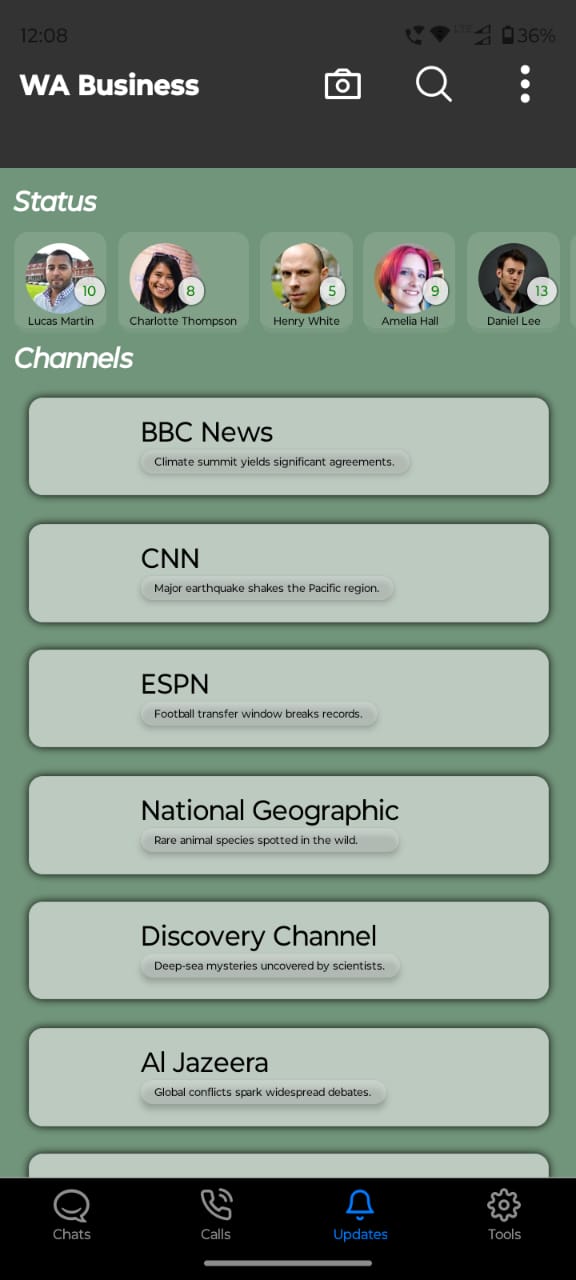 12:08
LTE
36%
WA Business
Status
10
8
5
9
13
Lucas Martin
Charlotte Thompson
Henry White
Amelia Hall
Daniel Lee
Channels
BBC News
Climate summit yields significant agreements.
CNN
Major earthquake shakes the Pacific region.
ESPN
Football transfer window breaks records.
National Geographic
Rare animal species spotted in the wild.
Discovery Channel
Deep-sea mysteries uncovered by scientists.
Al Jazeera
Global conflicts spark widespread debates.
Chats
Calls
Updates
Tools